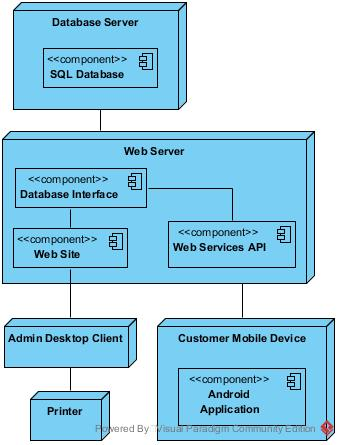 Database Server
<<component>>
SQL Database
Web Server
<<component>>
Database Interface
<<component>>
Web Site
<<component>>
Web Services API
Admin Desktop Client
Printer
Customer Mobile Device
<<component>>
Android
Application
Powered By Visual Paradigm Community Edition